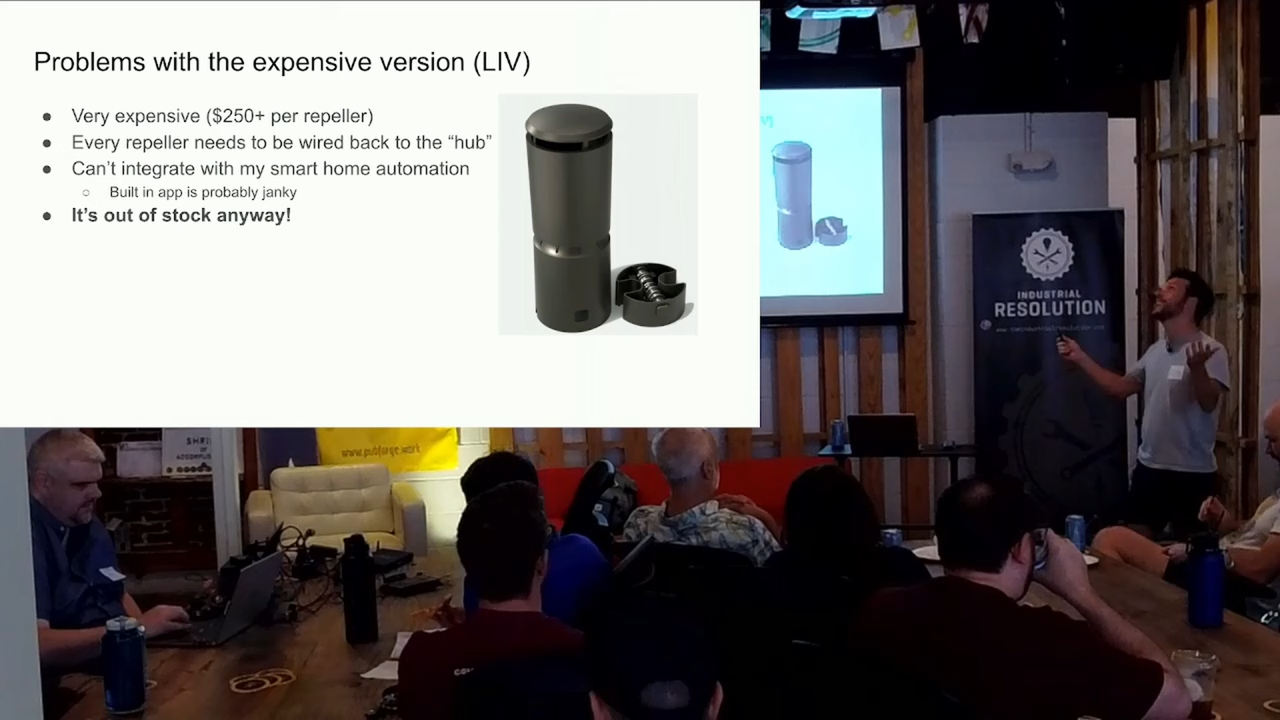 Problems with the expensive version (LIV)
● Very expensive ($250+ per repeller)
● Every repeller needs to be wired back to the “hub”
● Can’t integrate with my smart home automation
○ Built in app is probably janky
● It’s out of stock anyway!
INDUSTRIAL
RESOLUTION
SHRI
OF
www.pubforge.work